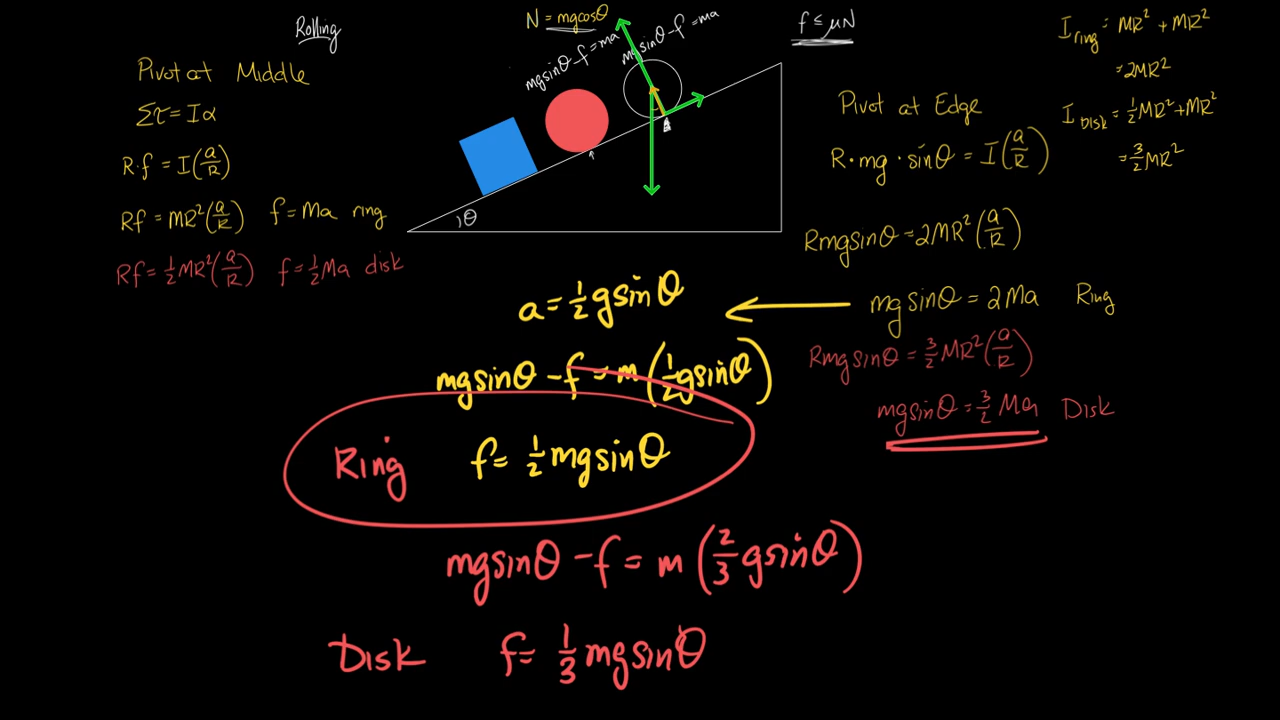 Rolling
Pivot at Middle
Στ = Iα
R·f = I(a/R)
Rf = MR²(a/R) f = Ma ring
Rf = ½MR²(a/R) f = ½Ma disk
N = mgcosθ
mgsinθ - f = ma
mgsinθ - f = ma
θ
f ≤ μN
I ring = MR² + MR²
= 2MR²
I Disk = ½MR² + MR²
= 3/2 MR²
Pivot at Edge
R·mg·sinθ = I(a/R)
Rmgsinθ = 2MR²(a/R)
mgsinθ = 2Ma Ring
Rmgsinθ = 3/2 MR²(a/R)
mgsinθ = 3/2 Ma Disk
a = ½gsinθ
mgsinθ - f = m(½gsinθ)
Ring f = ½mgsinθ
mgsinθ - f = m(2/3 gsinθ)
Disk f = 1/3 mgsinθ